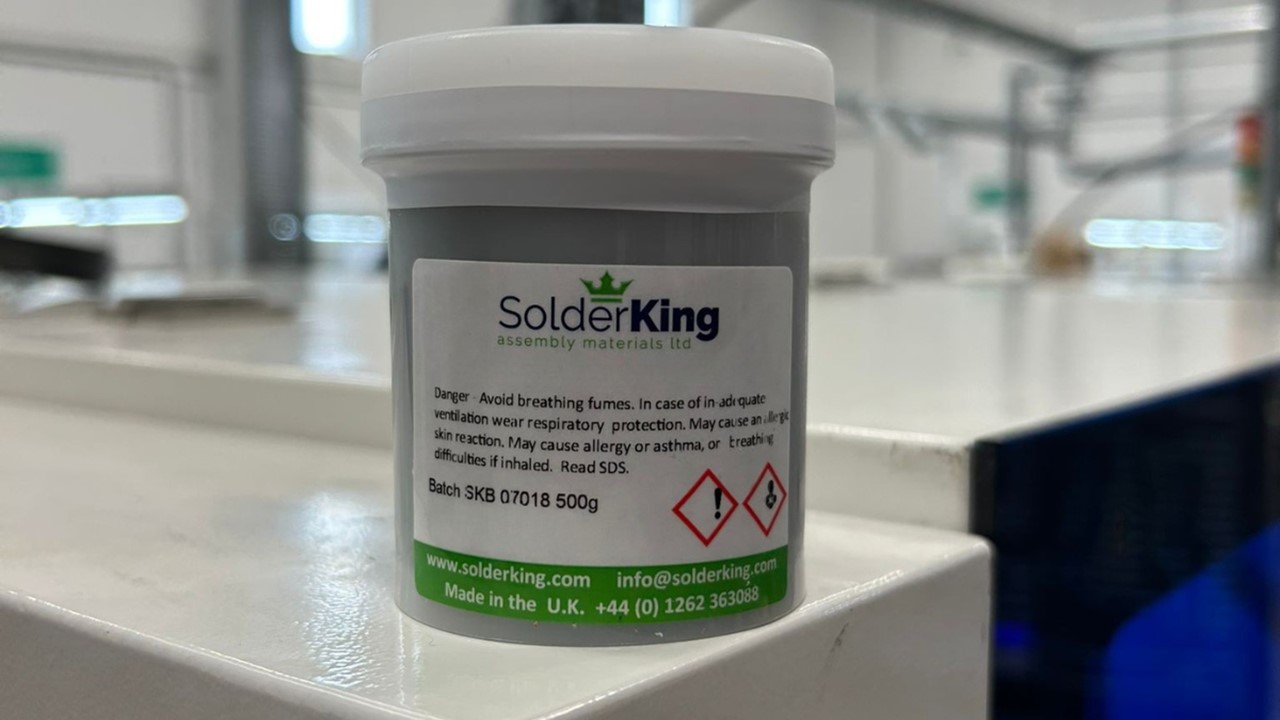 SolderKing
assembly materials ltd
Danger - Avoid breathing fumes. In case of in-adequate
ventilation wear respiratory protection. May cause an allergic
skin reaction. May cause allergy or asthma, or breathing
difficulties if inhaled. Read SDS.
Batch SKB 07018 500g
www.solderking.com info@solderking.com
Made in the U.K. +44 (0) 1262 363088